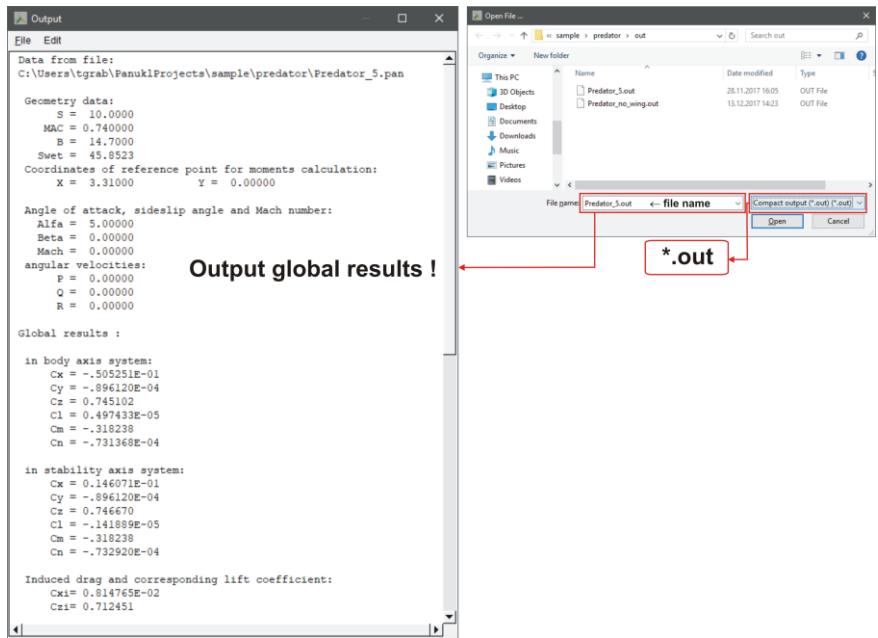 Output
File Edit
Data from file:
C:\Users\tgrab\PanuklProjects\sample\predator\Predator_5.pan
Geometry data:
S = 10.0000
MAC = 0.740000
B = 14.7000
Swet = 45.8523
Coordinates of reference point for moments calculation:
X = 3.31000 Y = 0.00000
Angle of attack, sideslip angle and Mach number:
Alfa = 5.00000
Beta = 0.00000
Mach = 0.00000
angular velocities:
P = 0.00000
Q = 0.00000
R = 0.00000
Global results :
in body axis system:
Cx = -.505251E-01
Cy = -.896120E-04
Cz = 0.745102
Cl = 0.497433E-05
Cm = -.318238
Cn = -.731368E-04
in stability axis system:
Cx = 0.146071E-01
Cy = -.896120E-04
Cz = 0.746670
Cl = -.141889E-05
Cm = -.318238
Cn = -.732920E-04
Induced drag and corresponding lift coefficient:
Cxi= 0.814765E-02
Czi= 0.712451
Output global results !
Open File ...
« sample > predator > out
Search out
Organize New folder
Name Date modified Type S
This PC
3D Objects
Desktop
Documents
Downloads
Music
Pictures
Videos
Predator_5.out 28.11.2017 16:05 OUT File
Predator_no_wing.out 13.12.2017 14:23 OUT File
File name: Predator_5.out ← file name Compact output (*.out) (*.out)
Open Cancel
*.out